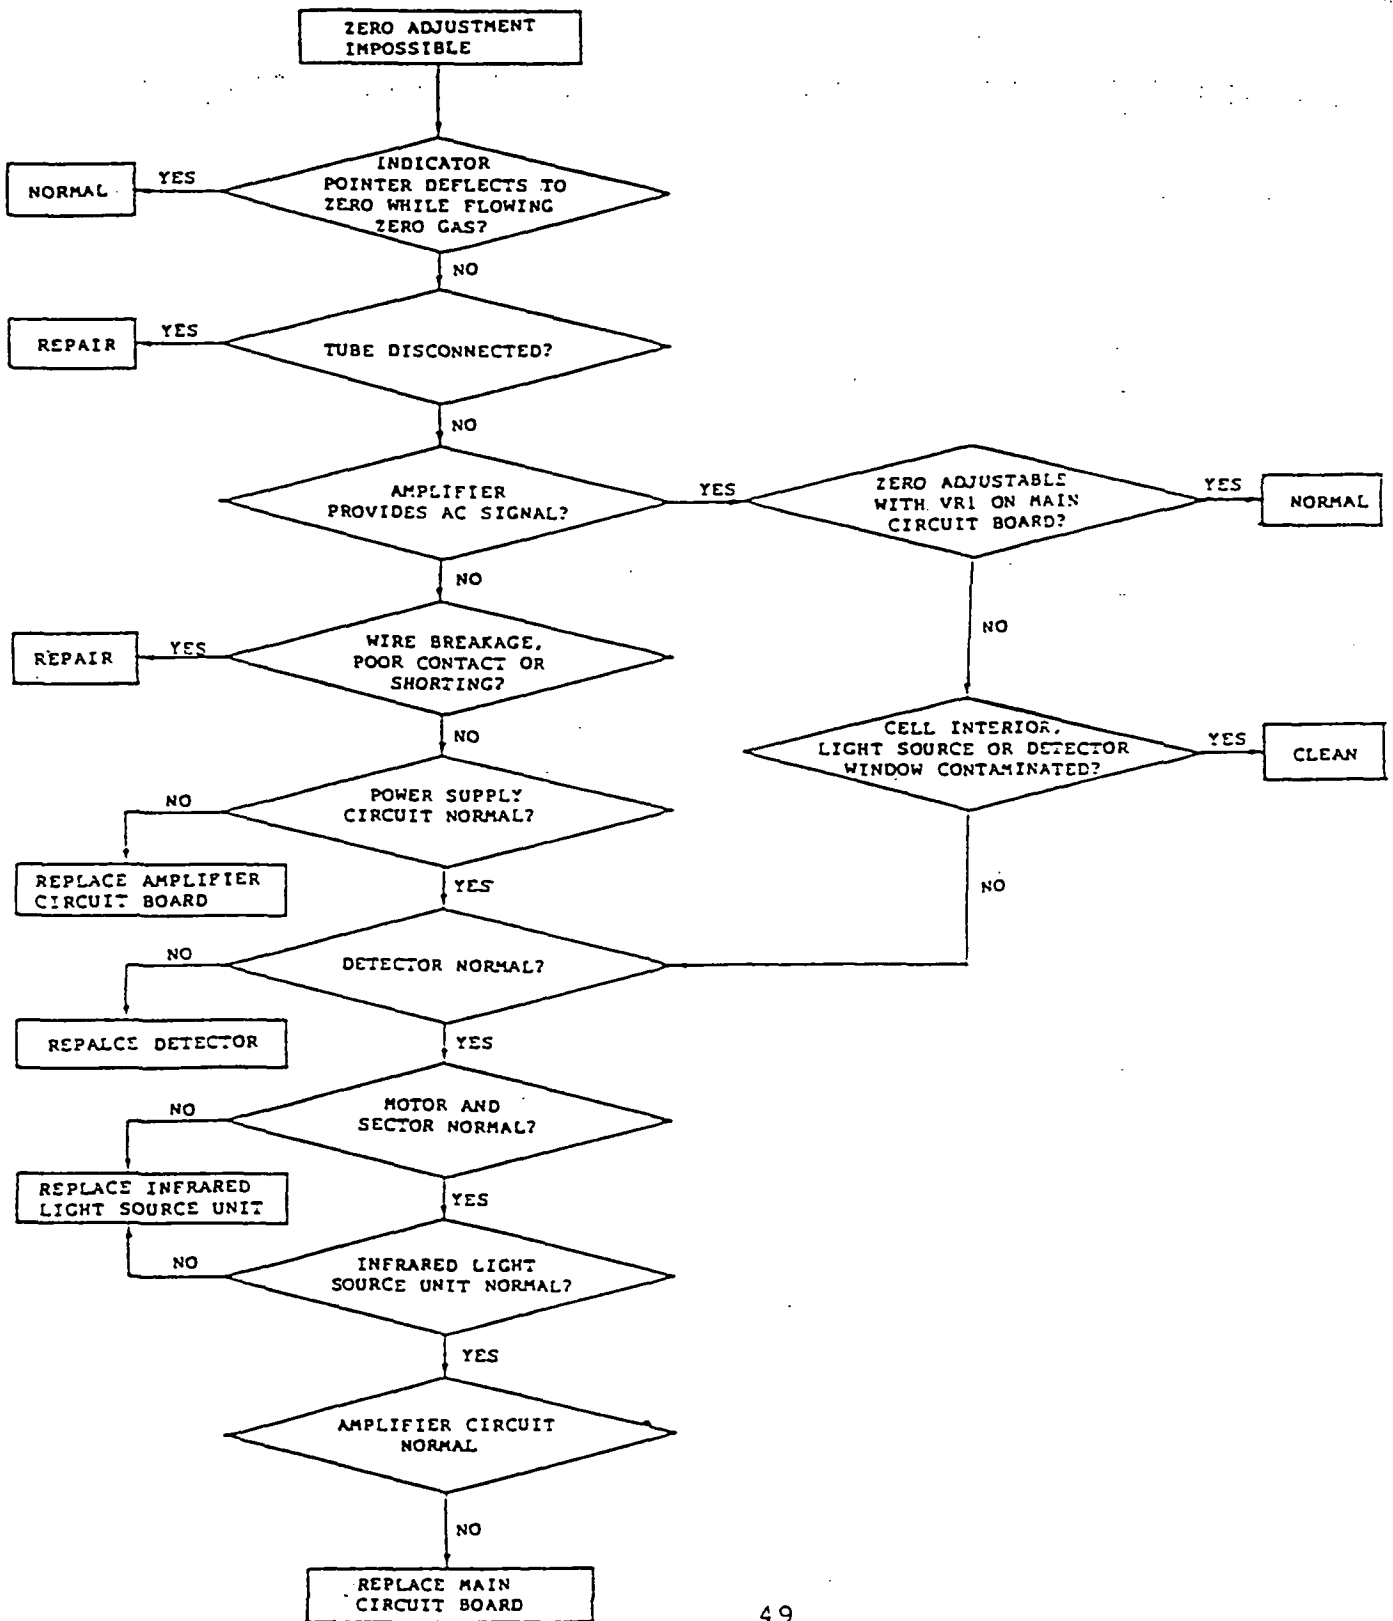 ZERO ADJUSTMENT
IMPOSSIBLE
INDICATOR
POINTER DEFLECTS TO
ZERO WHILE FLOWING
ZERO GAS?
YES
NORMAL
NO
TUBE DISCONNECTED?
YES
REPAIR
NO
AMPLIFIER
PROVIDES AC SIGNAL?
YES
ZERO ADJUSTABLE
WITH VR1 ON MAIN
CIRCUIT BOARD?
YES
NORMAL
NO
NO
WIRE BREAKAGE,
POOR CONTACT OR
SHORTING?
YES
REPAIR
NO
CELL INTERIOR,
LIGHT SOURCE OR DETECTOR
WINDOW CONTAMINATED?
YES
CLEAN
NO
POWER SUPPLY
CIRCUIT NORMAL?
NO
REPLACE AMPLIFIER
CIRCUIT BOARD
YES
DETECTOR NORMAL?
NO
REPALCE DETECTOR
YES
MOTOR AND
SECTOR NORMAL?
NO
REPLACE INFRARED
LIGHT SOURCE UNIT
YES
INFRARED LIGHT
SOURCE UNIT NORMAL?
NO
YES
AMPLIFIER CIRCUIT
NORMAL
NO
REPLACE MAIN
CIRCUIT BOARD
49